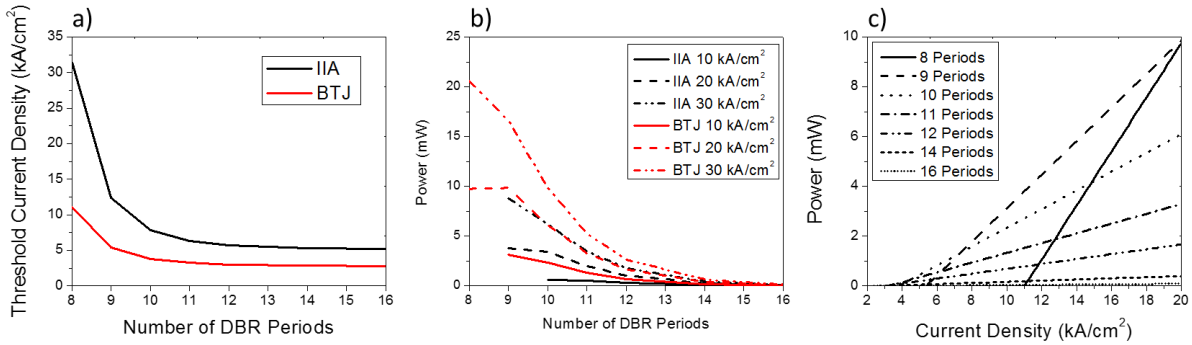 a)
Threshold Current Density (kA/cm²)
35
30
25
20
15
10
5
0
IIA
BTJ
8 9 10 11 12 13 14 15 16
Number of DBR Periods
b)
Power (mW)
25
20
15
10
5
0
IIA 10 kA/cm²
IIA 20 kA/cm²
IIA 30 kA/cm²
BTJ 10 kA/cm²
BTJ 20 kA/cm²
BTJ 30 kA/cm²
8 9 10 11 12 13 14 15 16
Number of DBR Periods
c)
Power (mW)
10
8
6
4
2
0
8 Periods
9 Periods
10 Periods
11 Periods
12 Periods
14 Periods
16 Periods
2 4 6 8 10 12 14 16 18 20
Current Density (kA/cm²)